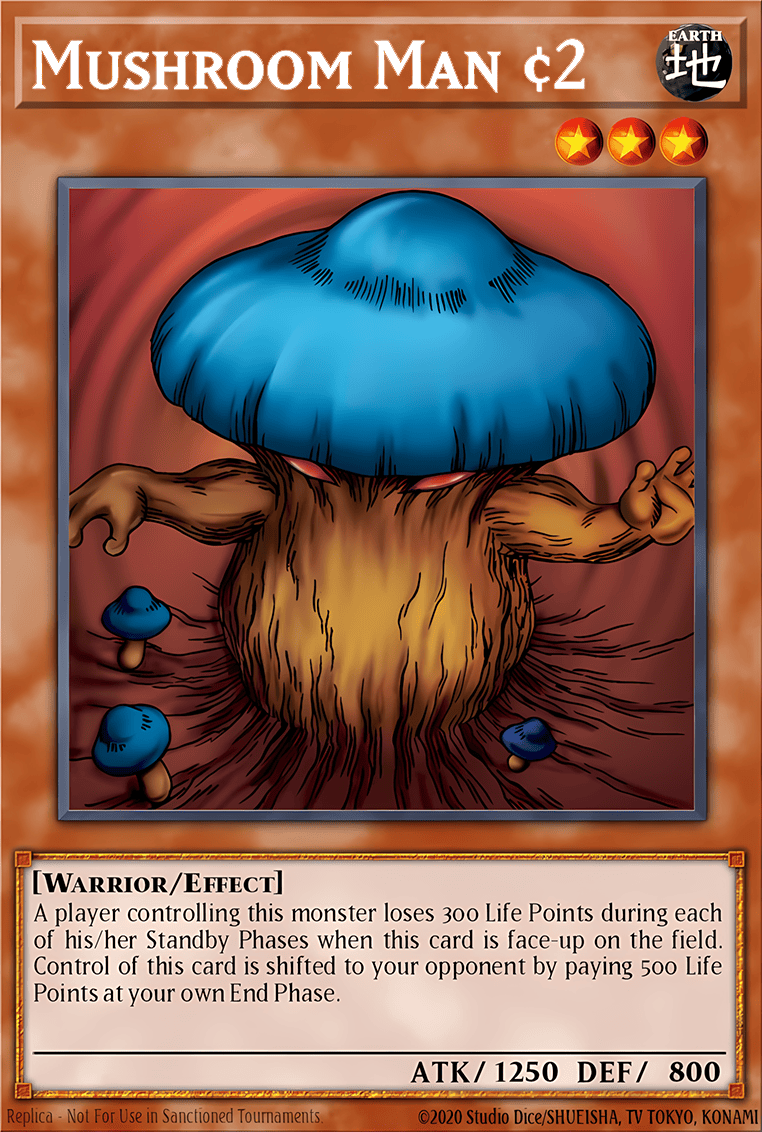 Mushroom Man ¢2
EARTH
地
[Warrior/Effect]
A player controlling this monster loses 300 Life Points during each
of his/her Standby Phases when this card is face-up on the field.
Control of this card is shifted to your opponent by paying 500 Life
Points at your own End Phase.
ATK/ 1250 DEF/ 800
Replica - Not For Use in Sanctioned Tournaments.
©2020 Studio Dice/SHUEISHA, TV TOKYO, KONAMI